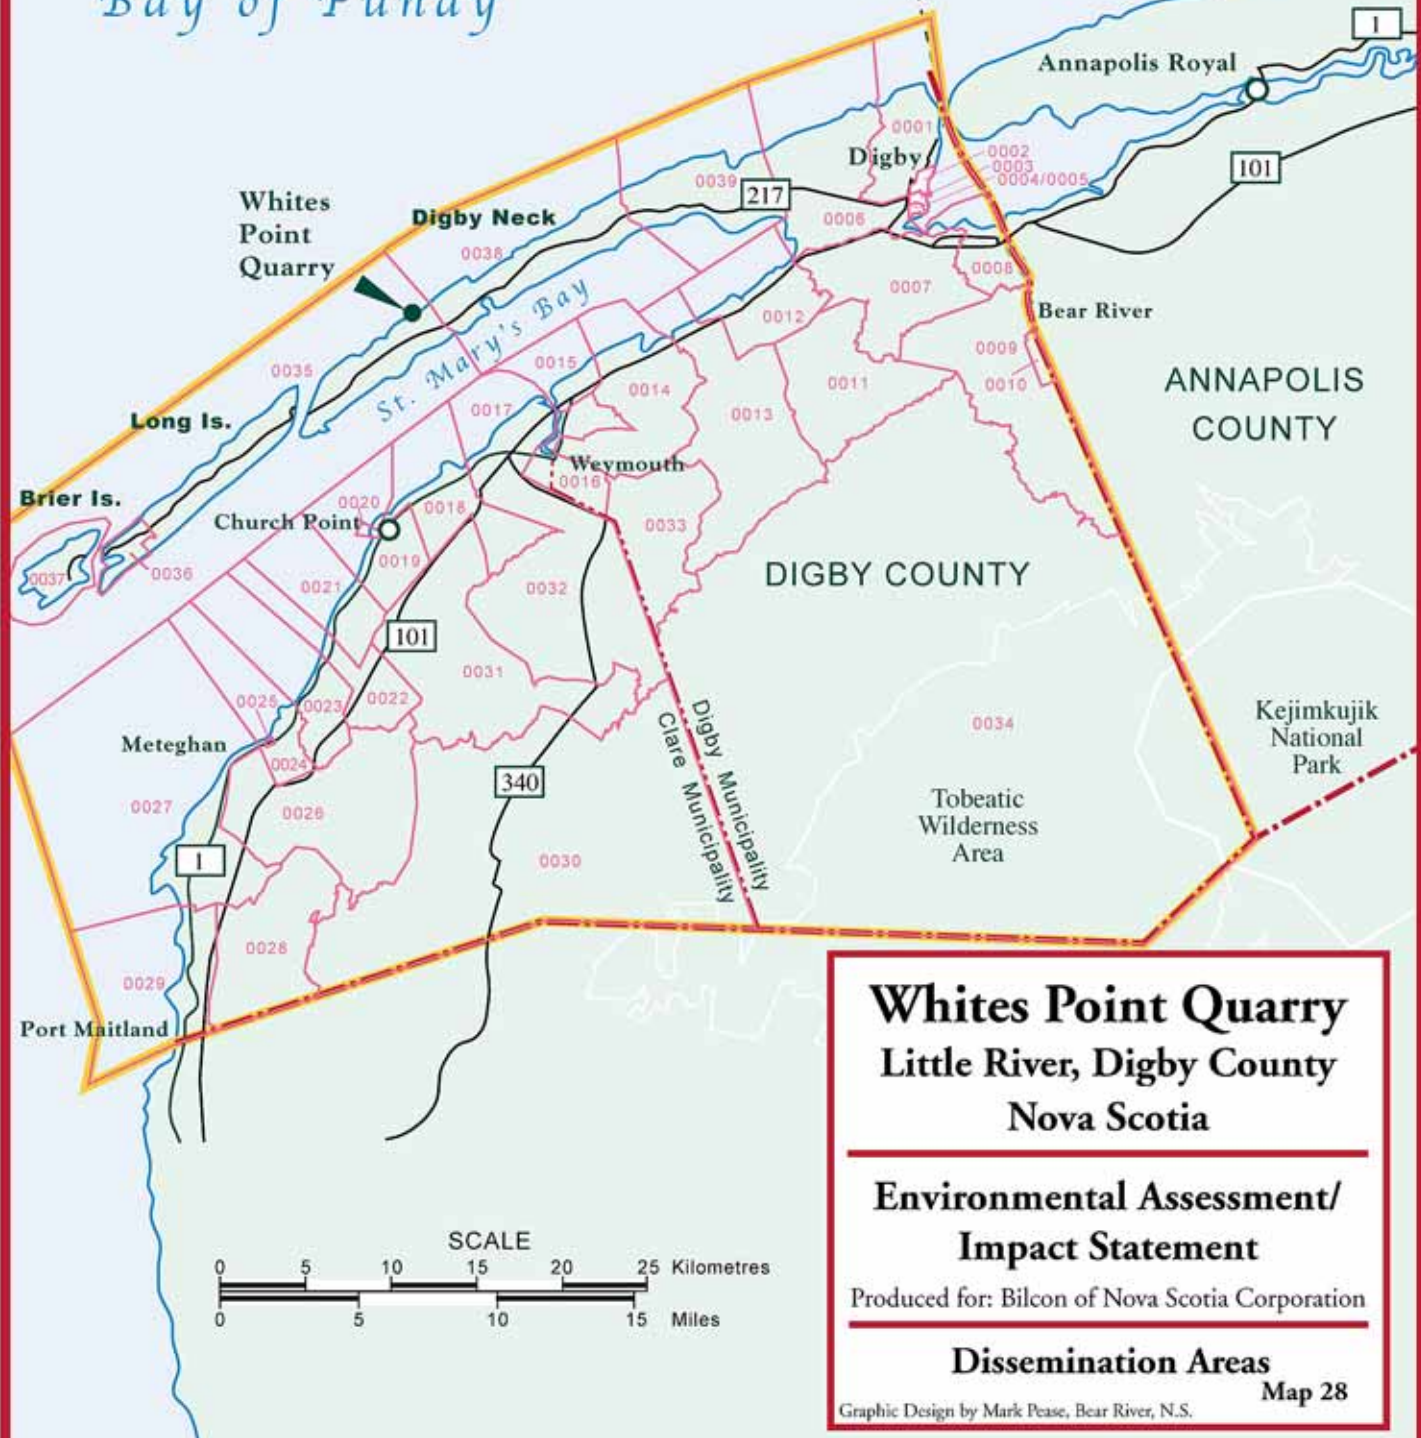 Bay of Fundy
1
Annapolis Royal
0001
Digby
0002
0003
0004/0005
101
0039
217
0006
Whites
Point
Quarry
Digby Neck
0038
0008
0007
Bear River
St. Mary's Bay
0012
0009
0010
0035
0015
0014
0011
ANNAPOLIS
COUNTY
Long Is.
0017
0013
Weymouth
0016
Brier Is.
0020
Church Point
0018
0033
0019
DIGBY COUNTY
0037
0036
0021
0032
101
0031
0025
0023
0022
Digby Municipality
Clare Municipality
0034
Kejimkujik
National
Park
Meteghan
0024
340
0027
0026
Tobeatic
Wilderness
Area
1
0030
0028
0029
Port Maitland
Whites Point Quarry
Little River, Digby County
Nova Scotia
Environmental Assessment/
Impact Statement
Produced for: Bilcon of Nova Scotia Corporation
Dissemination Areas
Map 28
Graphic Design by Mark Pease, Bear River, N.S.
SCALE
0 5 10 15 20 25 Kilometres
0 5 10 15 Miles